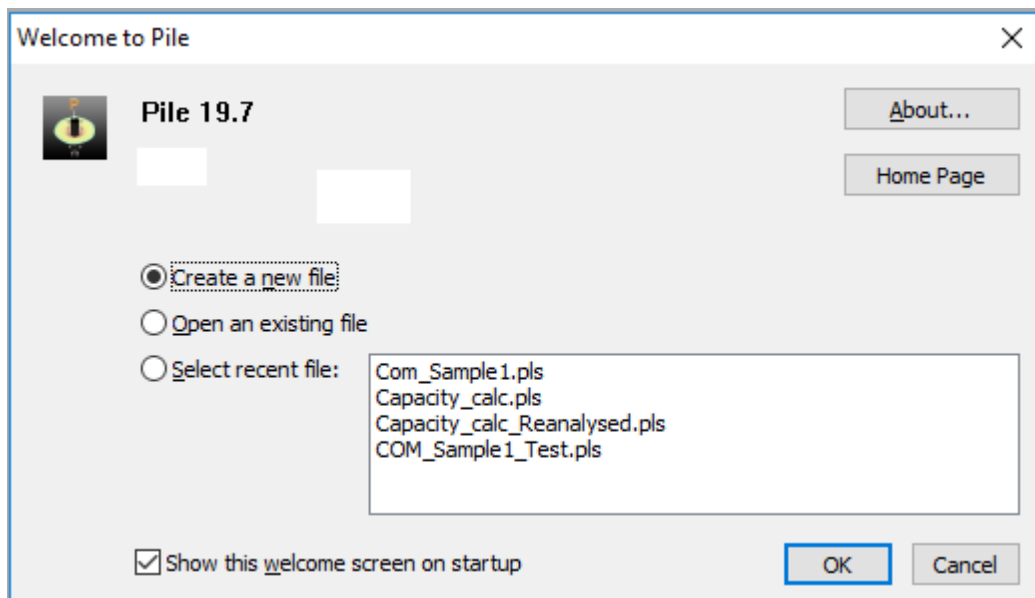 Welcome to Pile
Pile 19.7
About...
Home Page
Create a new file
Open an existing file
Select recent file:
Com_Sample1.pls
Capacity_calc.pls
Capacity_calc_Reanalysed.pls
COM_Sample1_Test.pls
Show this welcome screen on startup
OK
Cancel